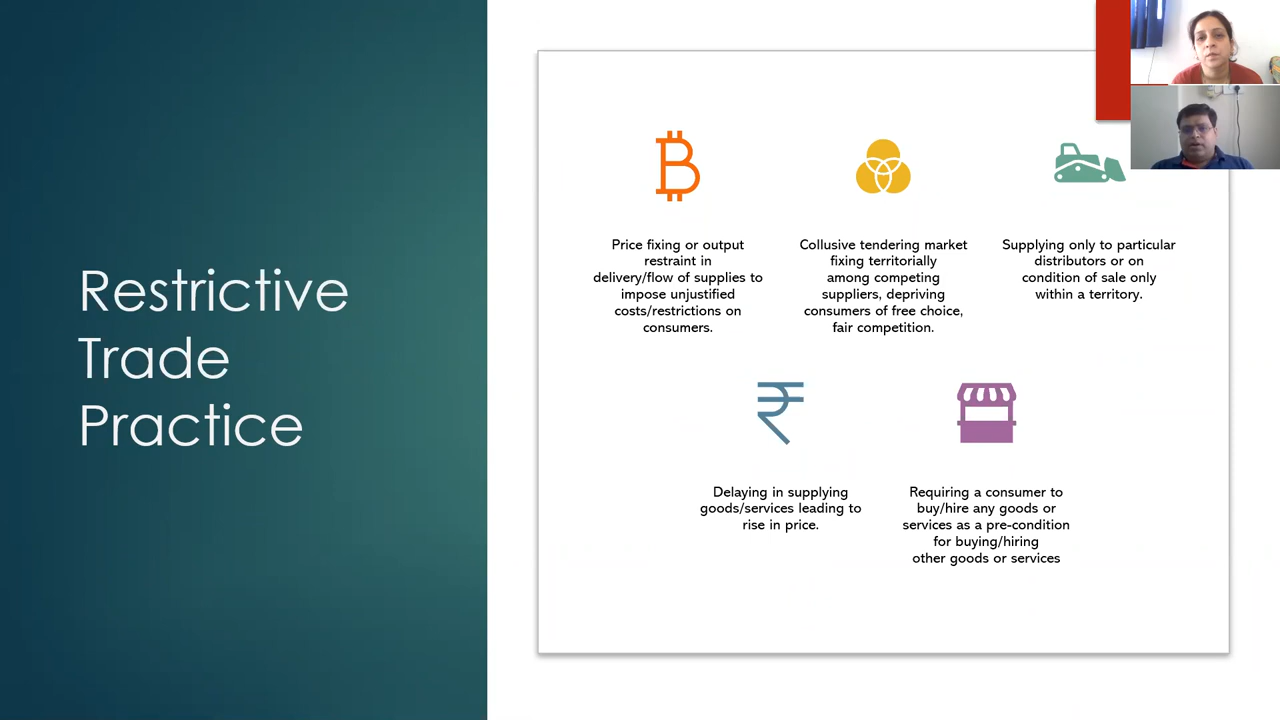 Restrictive
Trade
Practice
Price fixing or output
restraint in
delivery/flow of supplies to
impose unjustified
costs/restrictions on
consumers.
Collusive tendering market
fixing territorially
among competing
suppliers, depriving
consumers of free choice,
fair competition.
Supplying only to particular
distributors or on
condition of sale only
within a territory.
Delaying in supplying
goods/services leading to
rise in price.
Requiring a consumer to
buy/hire any goods or
services as a pre-condition
for buying/hiring
other goods or services